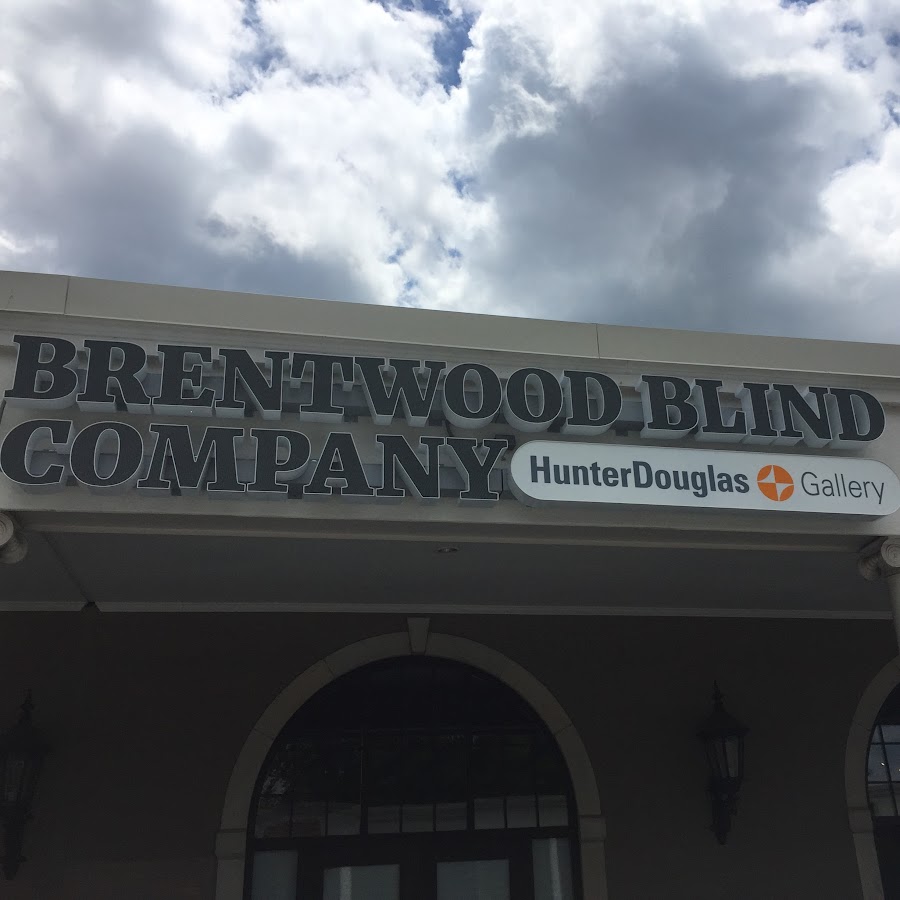 BRENTWOOD BLIND
COMPANY
HunterDouglas Gallery